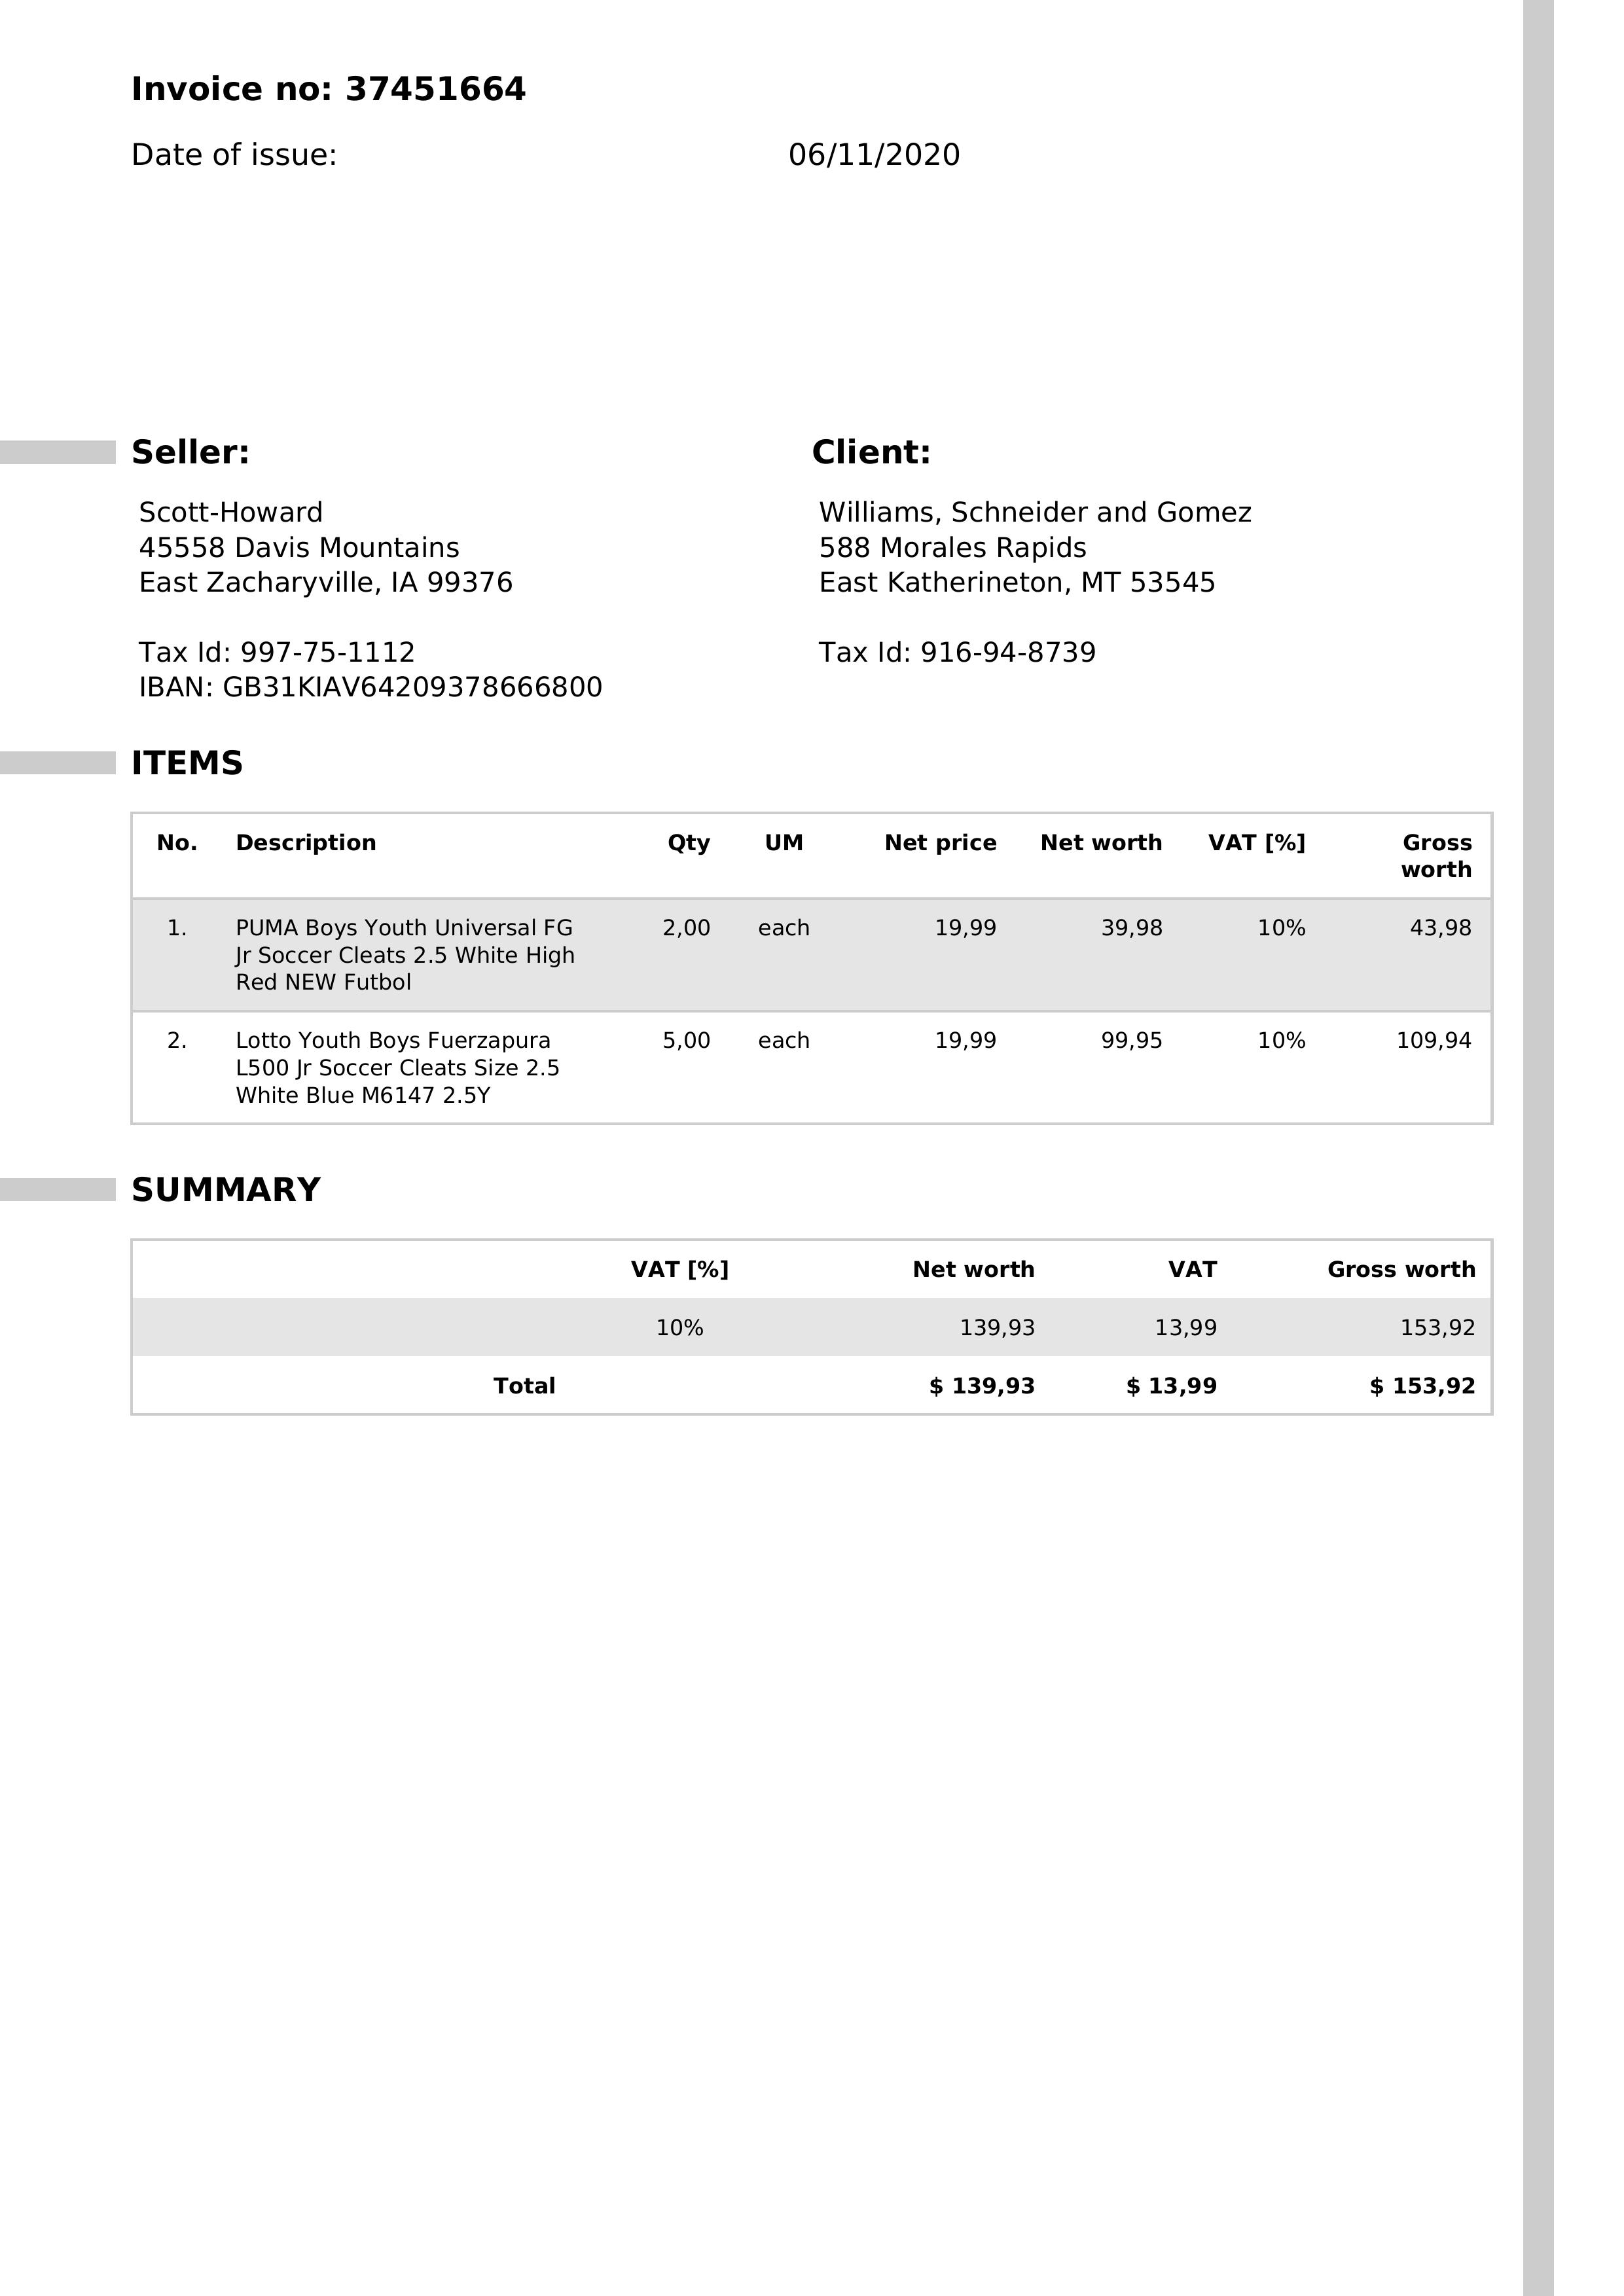 Invoice no: 37451664
Date of issue: 06/11/2020
Seller:
Scott-Howard
45558 Davis Mountains
East Zacharyville, IA 99376
Tax Id: 997-75-1112
IBAN: GB31KIAV64209378666800
Client:
Williams, Schneider and Gomez
588 Morales Rapids
East Katherineton, MT 53545
Tax Id: 916-94-8739
ITEMS
No. Description Qty UM Net price Net worth VAT [%] Gross
worth
1. PUMA Boys Youth Universal FG 2,00 each 19,99 39,98 10% 43,98
Jr Soccer Cleats 2.5 White High
Red NEW Futbol
2. Lotto Youth Boys Fuerzapura 5,00 each 19,99 99,95 10% 109,94
L500 Jr Soccer Cleats Size 2.5
White Blue M6147 2.5Y
SUMMARY
VAT [%] Net worth VAT Gross worth
10% 139,93 13,99 153,92
Total $ 139,93 $ 13,99 $ 153,92